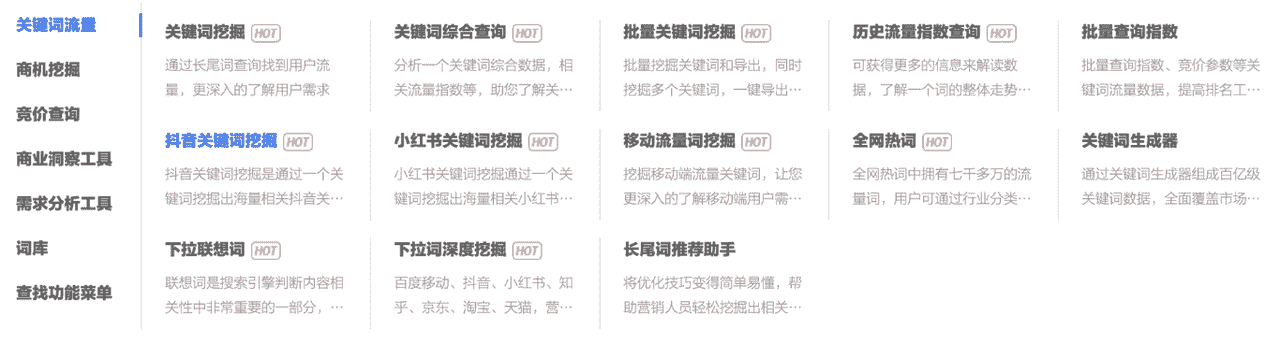 关键词流量
商机挖掘
竞价查询
商业洞察工具
需求分析工具
词库
查找功能菜单
关键词挖掘 HOT
通过长尾词查询找到用户流
量，更深入的了解用户需求
关键词综合查询 HOT
分析一个关键词综合数据，相
关流量指数等，助您了解关…
批量关键词挖掘 HOT
批量挖掘关键词和导出，同时
挖掘多个关键词，一键导出…
历史流量指数查询 HOT
可获得更多的信息来解读数
据，了解一个词的整体走势…
批量查询指数
批量查询指数、竞价参数等关
键词流量数据，提高排名工…
抖音关键词挖掘 HOT
抖音关键词挖掘是通过一个关
键词挖掘出海量相关抖音关…
小红书关键词挖掘 HOT
小红书关键词挖掘通过一个关
键词挖掘出海量相关小红书…
移动流量词挖掘 HOT
挖掘移动端流量关键词，让您
更深入的了解移动端用户需…
全网热词 HOT
全网热词中拥有七千多万的流
量词，用户可通过行业分类…
关键词生成器
通过关键词生成器组成百亿级
关键词数据，全面覆盖市场…
下拉联想词 HOT
联想词是搜索引擎判断内容相
关性中非常重要的一部分，…
下拉词深度挖掘 HOT
百度移动、抖音、小红书、知
乎、京东、淘宝、天猫，营…
长尾词推荐助手
将优化技巧变得简单易懂，帮
助营销人员轻松挖掘出相关…